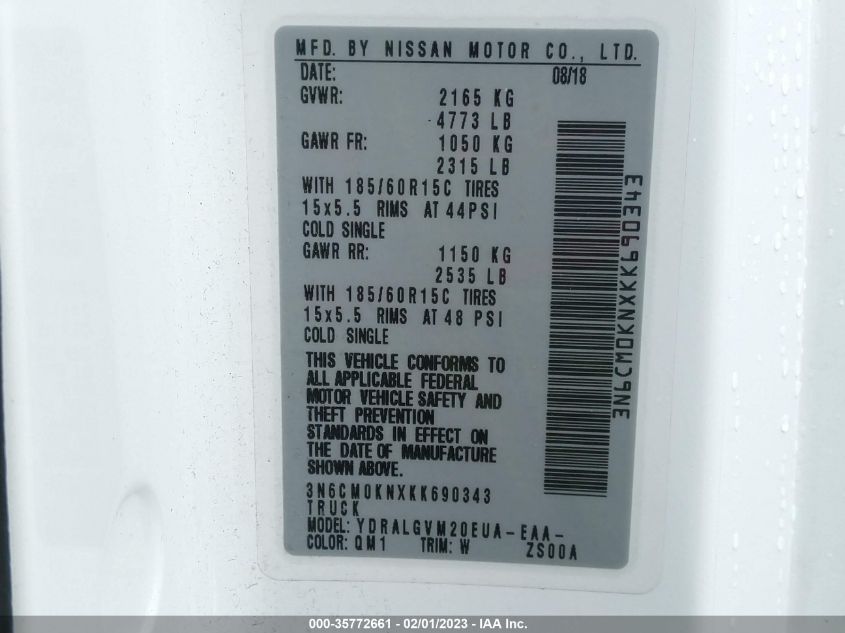 MFD. BY NISSAN MOTOR CO., LTD.
DATE: 08/18
GVWR: 2165 KG
4773 LB
GAWR FR: 1050 KG
2315 LB
WITH 185/60R15C TIRES
15x5.5 RIMS AT 44PSI
COLD SINGLE
GAWR RR: 1150 KG
2535 LB
WITH 185/60R15C TIRES
15x5.5 RIMS AT 48 PSI
COLD SINGLE
THIS VEHICLE CONFORMS TO
ALL APPLICABLE FEDERAL
MOTOR VEHICLE SAFETY AND
THEFT PREVENTION
STANDARDS IN EFFECT ON
THE DATE OF MANUFACTURE
SHOWN ABOVE.
3N6CM0KNXKK690343
TRUCK
MODEL: YDRALGVM20EUA-EAA-
COLOR: QM1 TRIM: W ZS00A
3N6CM0KNXKK690343
000-35772661 - 02/01/2023 - IAA Inc.